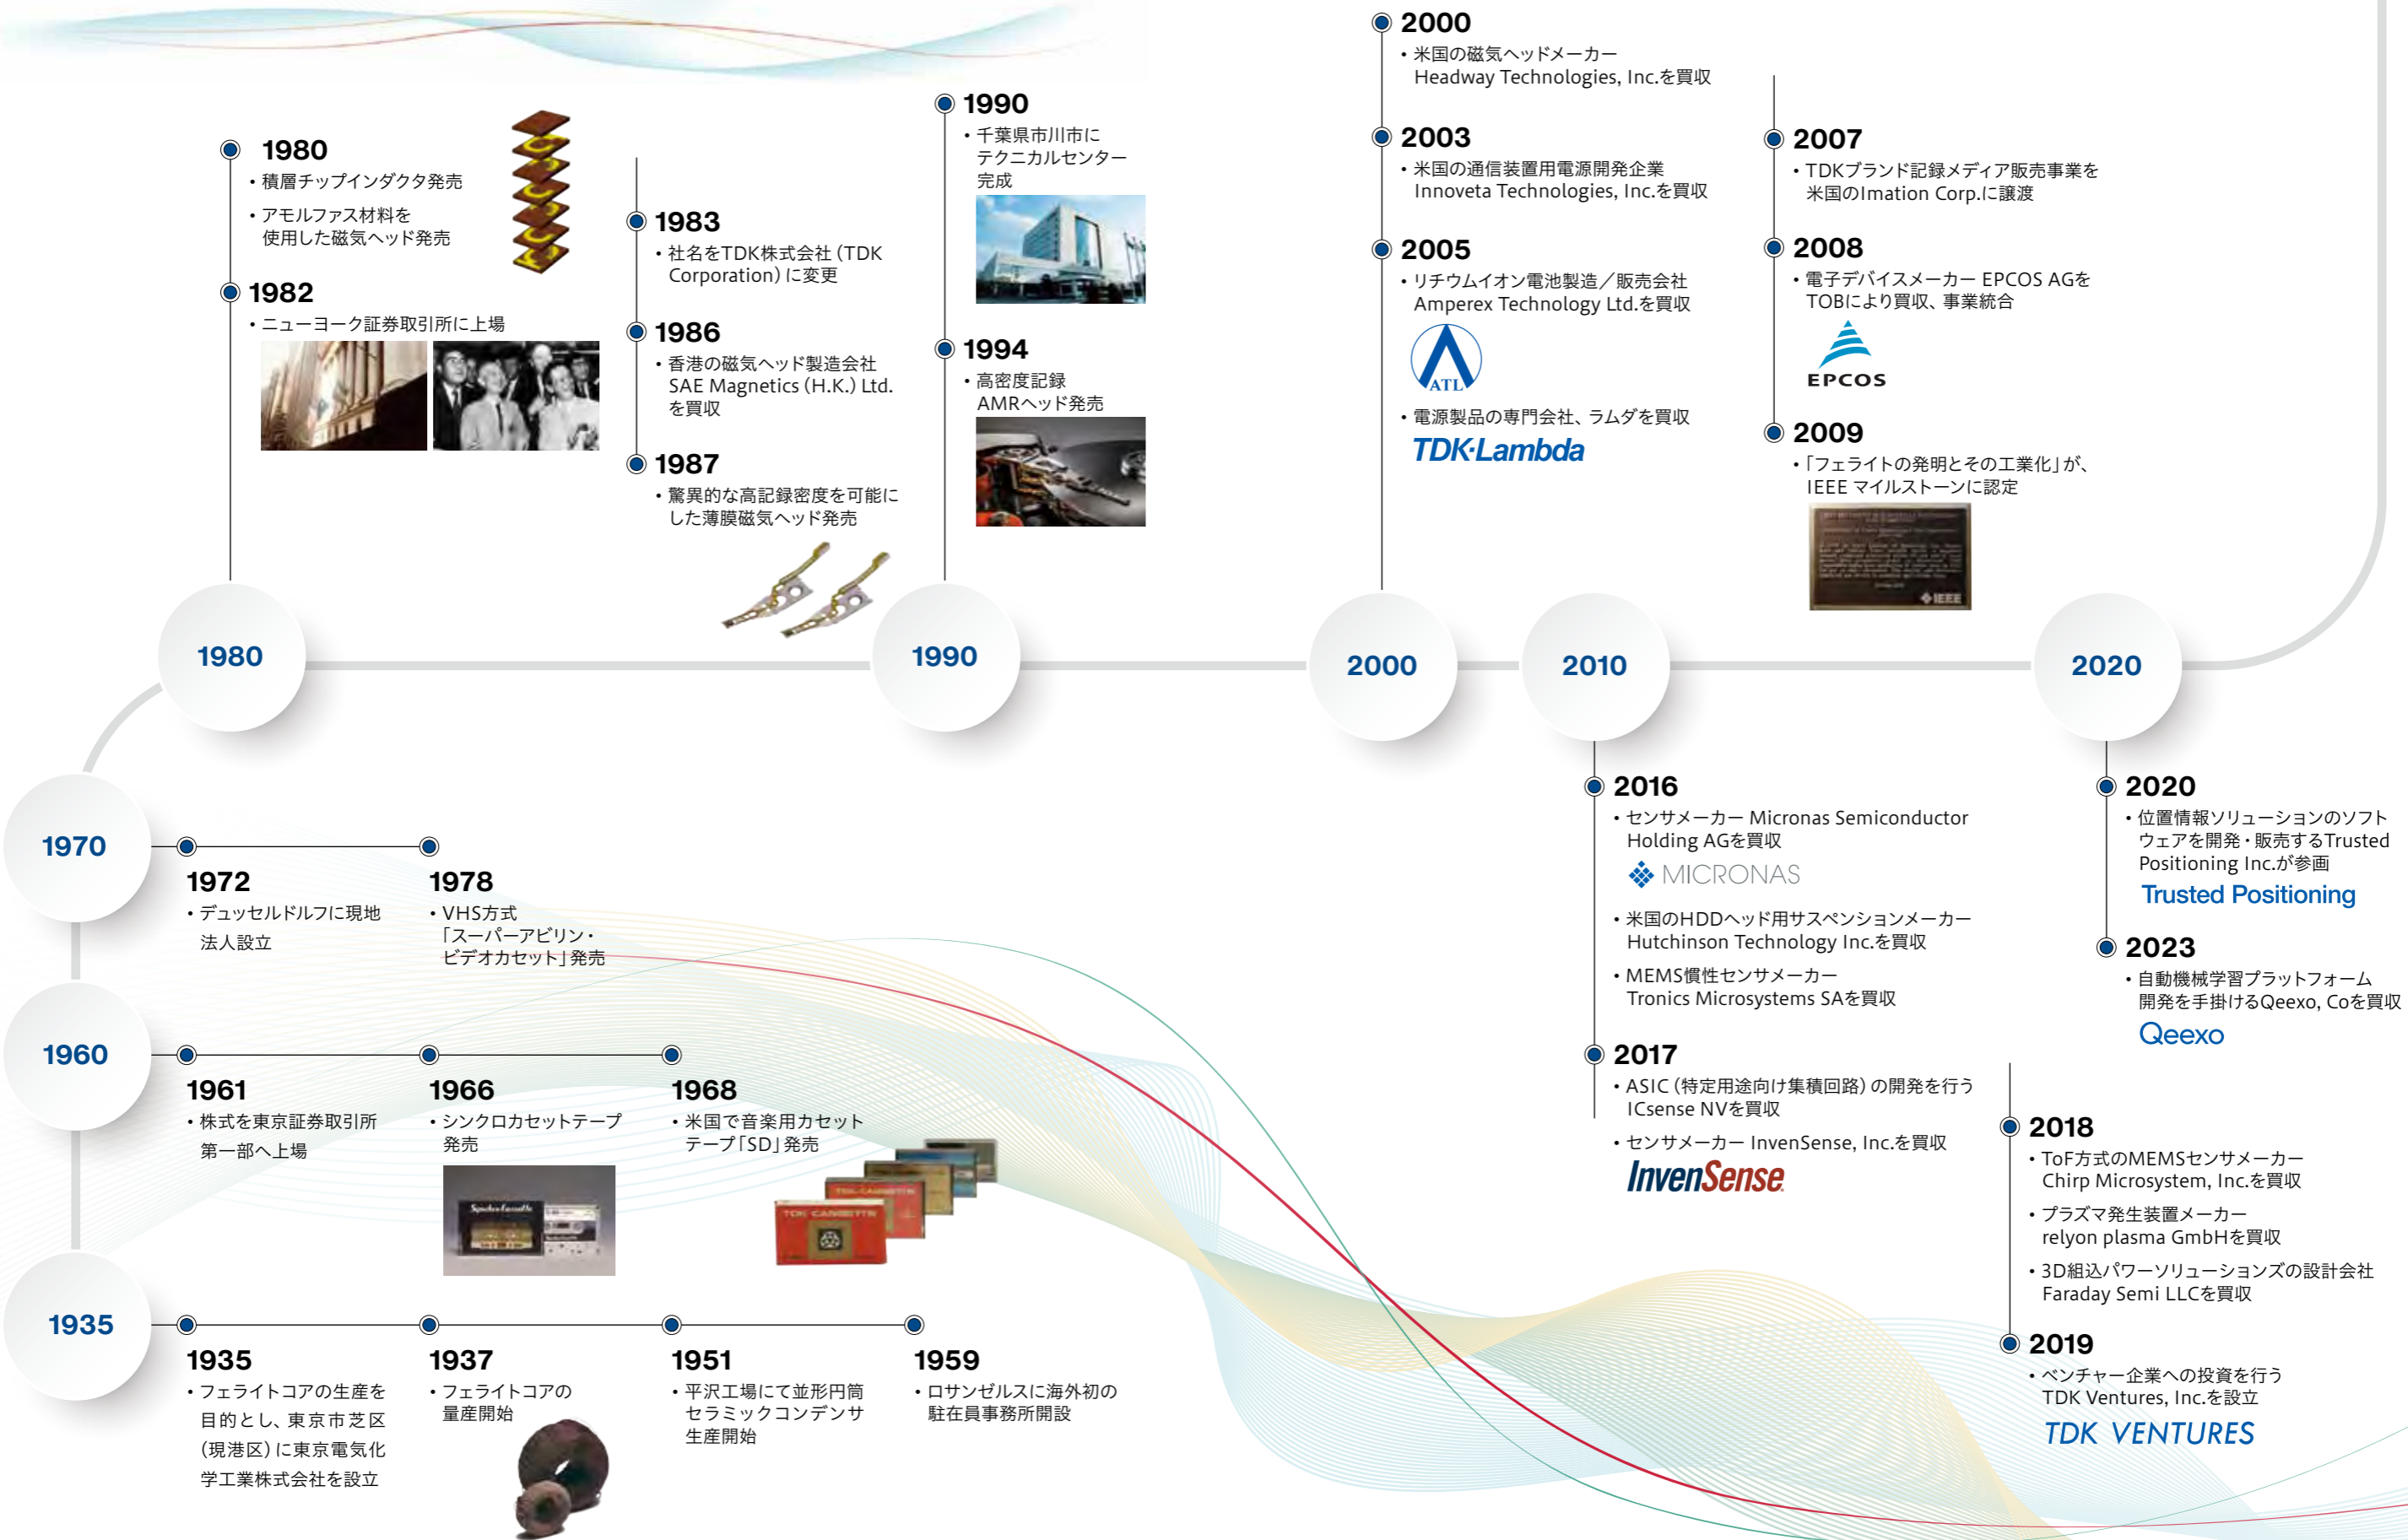 1935
1935
・フェライトコアの生産を
目的とし、東京市芝区
（現港区）に東京電気化
学工業株式会社を設立
1937
・フェライトコアの
量産開始
1951
・平沢工場にて並形円筒
セラミックコンデンサ
生産開始
1959
・ロサンゼルスに海外初の
駐在員事務所開設
1960
1961
・株式を東京証券取引所
第一部へ上場
1966
・シンクロカセットテープ
発売
1968
・米国で音楽用カセット
テープ「SD」発売
TDK CASSETTE
1970
1972
・デュッセルドルフに現地
法人設立
1978
・VHS方式
「スーパーアビリン・
ビデオカセット」発売
1980
1980
・積層チップインダクタ発売
・アモルファス材料を
使用した磁気ヘッド発売
1982
・ニューヨーク証券取引所に上場
1983
・社名をTDK株式会社（TDK
Corporation）に変更
1986
・香港の磁気ヘッド製造会社
SAE Magnetics（H.K.）Ltd.
を買収
1987
・驚異的な高記録密度を可能に
した薄膜磁気ヘッド発売
1990
1990
・千葉県市川市に
テクニカルセンター
完成
1994
・高密度記録
AMRヘッド発売
2000
2000
・米国の磁気ヘッドメーカー
Headway Technologies, Inc.を買収
2003
・米国の通信装置用電源開発企業
Innoveta Technologies, Inc.を買収
2005
・リチウムイオン電池製造／販売会社
Amperex Technology Ltd.を買収
ATL
・電源製品の専門会社、ラムダを買収
TDK·Lambda
2007
・TDKブランド記録メディア販売事業を
米国のImation Corp.に譲渡
2008
・電子デバイスメーカー EPCOS AGを
TOBにより買収、事業統合
EPCOS
2009
・「フェライトの発明とその工業化」が、
IEEE マイルストーンに認定
IEEE
2010
2016
・センサメーカー Micronas Semiconductor
Holding AGを買収
MICRONAS
・米国のHDDヘッド用サスペンションメーカー
Hutchinson Technology Inc.を買収
・MEMS慣性センサメーカー
Tronics Microsystems SAを買収
2017
・ASIC（特定用途向け集積回路）の開発を行う
ICsense NVを買収
・センサメーカー InvenSense, Inc.を買収
InvenSense
2018
・ToF方式のMEMSセンサメーカー
Chirp Microsystem, Inc.を買収
・プラズマ発生装置メーカー
relyon plasma GmbHを買収
・3D組込パワーソリューションズの設計会社
Faraday Semi LLCを買収
2019
・ベンチャー企業への投資を行う
TDK Ventures, Inc.を設立
TDK VENTURES
2020
2020
・位置情報ソリューションのソフト
ウェアを開発・販売するTrusted
Positioning Inc.が参画
Trusted Positioning
2023
・自動機械学習プラットフォーム
開発を手掛けるQeexo, Coを買収
Qeexo